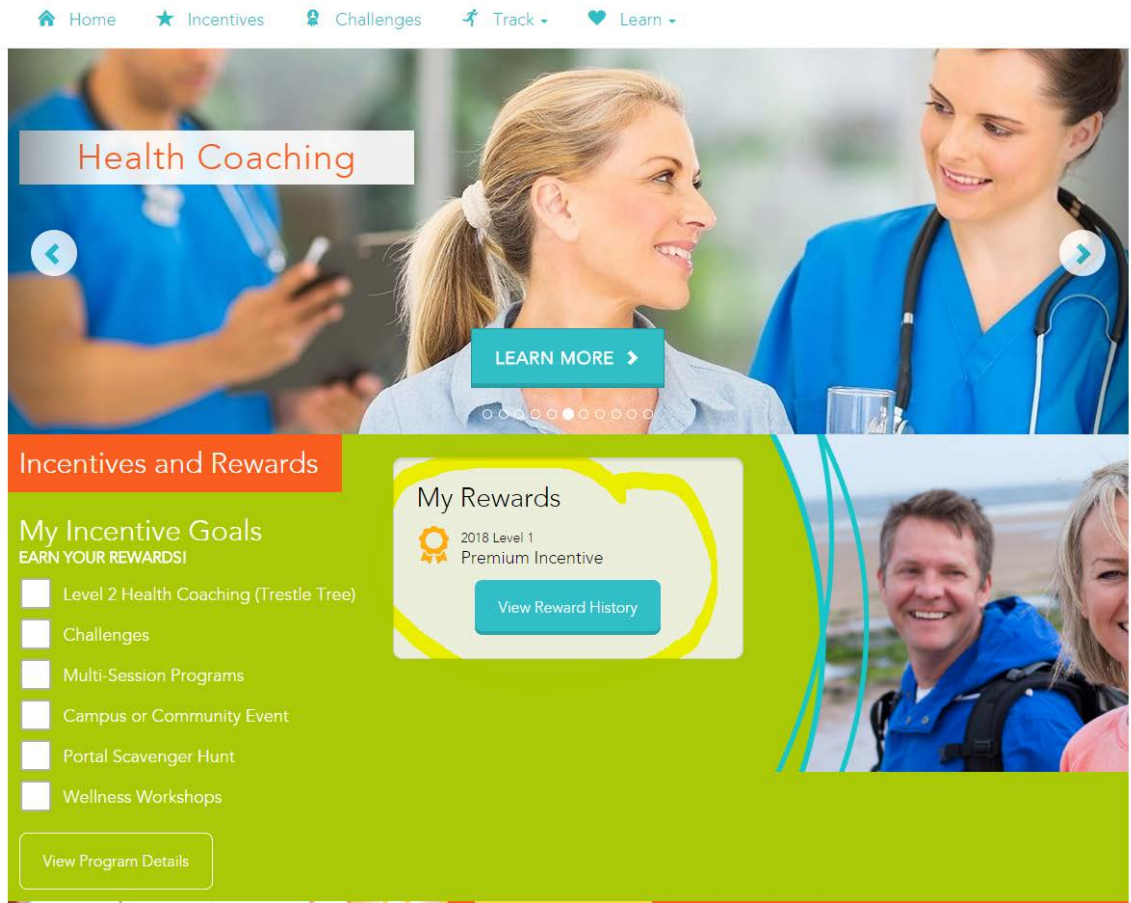 Home Incentives Challenges Track Learn
Health Coaching
LEARN MORE
Incentives and Rewards
My Incentive Goals
EARN YOUR REWARDS!
Level 2 Health Coaching (Trestle Tree)
Challenges
Multi-Session Programs
Campus or Community Event
Portal Scavenger Hunt
Wellness Workshops
View Program Details
My Rewards
2018 Level 1
Premium Incentive
View Reward History